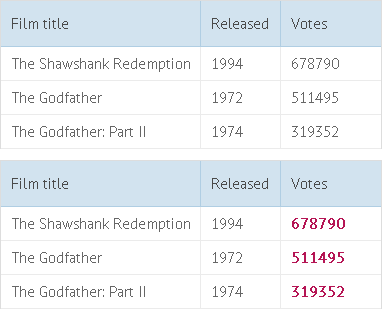 Film title Released Votes
The Shawshank Redemption 1994 678790
The Godfather 1972 511495
The Godfather: Part II 1974 319352
Film title Released Votes
The Shawshank Redemption 1994 678790
The Godfather 1972 511495
The Godfather: Part II 1974 319352